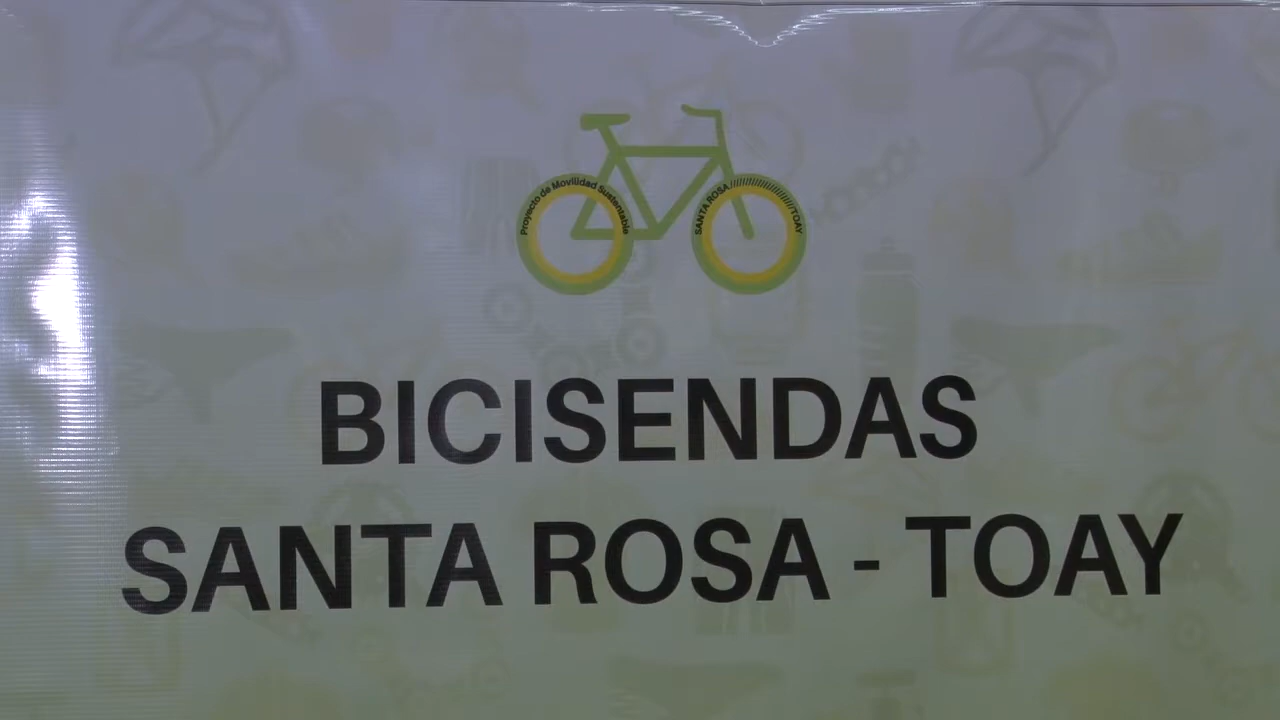 Proyecto de Movilidad Sustentable
SANTA ROSA TOAY
BICISENDAS
SANTA ROSA - TOAY